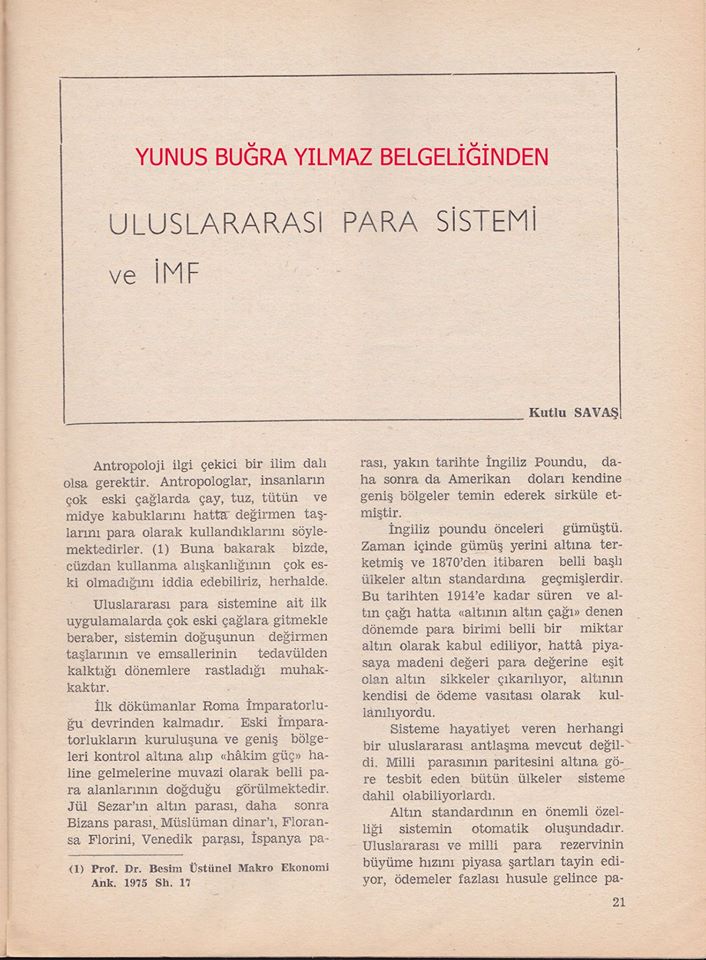 YUNUS BUĞRA YILMAZ BELGELİĞİNDEN
ULUSLARARASI PARA SİSTEMİ
ve İMF
Kutlu SAVAŞ
Antropoloji ilgi çekici bir ilim dalı
olsa gerektir. Antropologlar, insanların
çok eski çağlarda çay, tuz, tütün ve
midye kabuklarını hatta değirmen taş-
larını para olarak kullandıklarını söyle-
mektedirler. (1) Buna bakarak bizde,
cüzdan kullanma alışkanlığının çok es-
ki olmadığını iddia edebiliriz, herhalde.
Uluslararası para sistemine ait ilk
uygulamalarda çok eski çağlara gitmekle
beraber, sistemin doğuşunun değirmen
taşlarının ve emsallerinin tedavülden
kalktığı dönemlere rastladığı muhak-
kaktır.
İlk dökümanlar Roma İmparatorlu-
ğu devrinden kalmadır. Eski İmpara-
torlukların kuruluşuna ve geniş bölge-
leri kontrol altına alıp «hâkim güç» ha-
line gelmelerine muvazi olarak belli pa-
ra alanlarının doğduğu görülmektedir.
Jül Sezar'ın altın parası, daha sonra
Bizans parası, Müslüman dinar'ı, Floran-
sa Florini, Venedik parası, İspanya pa-
(1) Prof. Dr. Besim Üstünel Makro Ekonomi
Ank. 1975 Sh. 17
rası, yakın tarihte İngiliz Poundu, da-
ha sonra da Amerikan doları kendine
geniş bölgeler temin ederek sirküle et-
miştir.
İngiliz poundu önceleri gümüştü.
Zaman içinde gümüş yerini altına ter-
ketmiş ve 1870'den itibaren belli başlı
ülkeler altın standardına geçmişlerdir.
Bu tarihten 1914'e kadar süren ve al-
tın çağı hatta «altının altın çağı» denen
dönemde para birimi belli bir miktar
altın olarak kabul ediliyor, hattâ piya-
saya madeni değeri para değerine eşit
olan altın sikkeler çıkarılıyor, altının
kendisi de ödeme vasıtası olarak kul-
lanılıyordu.
Sisteme hayatiyet veren herhangi
bir uluslararası antlaşma mevcut değil-
di. Milli parasının paritesini altına gö-
re tesbit eden bütün ülkeler sisteme
dahil olabiliyorlardı.
Altın standardının en önemli özel-
liği sistemin otomatik oluşundadır.
Uluslararası ve milli para rezervinin
büyüme hızını piyasa şartları tayin edi-
yor, ödemeler fazlası husule gelince pa-
21